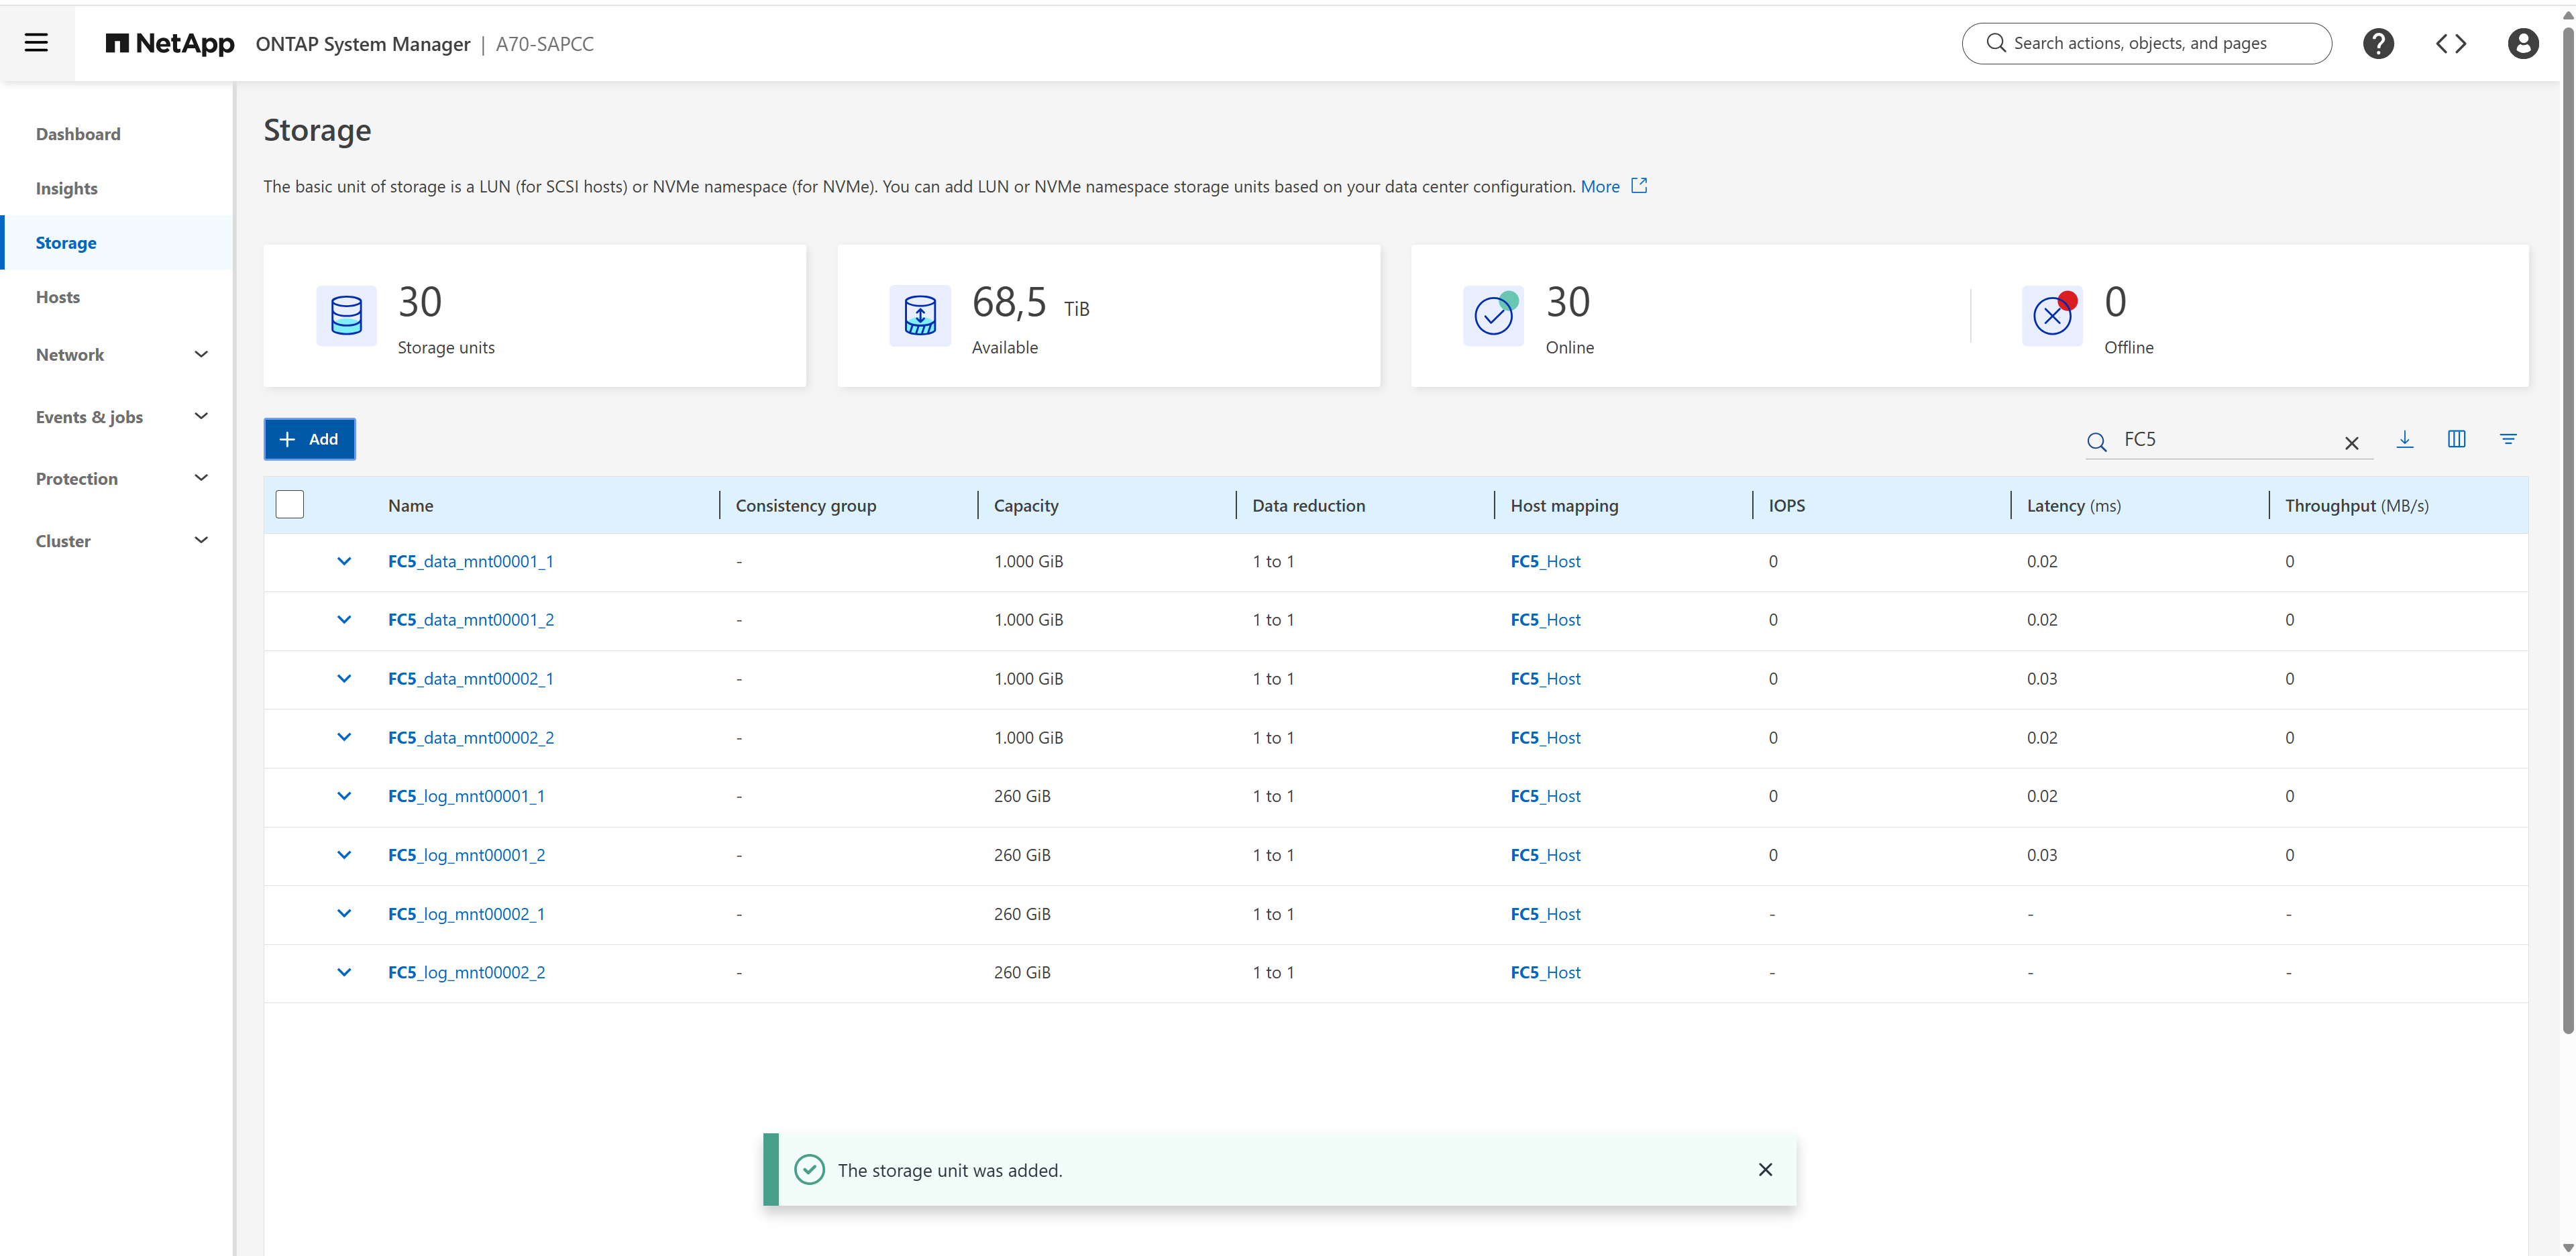 NetApp ONTAP System Manager | A70-SAPCC
Search actions, objects, and pages
Dashboard
Insights
Storage
Hosts
Network
Events & jobs
Protection
Cluster
Storage
The basic unit of storage is a LUN (for SCSI hosts) or NVMe namespace (for NVMe). You can add LUN or NVMe namespace storage units based on your data center configuration. More
30
Storage units
68,5 TiB
Available
30
Online
0
Offline
+ Add
FC5
Name Consistency group Capacity Data reduction Host mapping IOPS Latency (ms) Throughput (MB/s)
FC5_data_mnt00001_1 - 1.000 GiB 1 to 1 FC5_Host 0 0.02 0
FC5_data_mnt00001_2 - 1.000 GiB 1 to 1 FC5_Host 0 0.02 0
FC5_data_mnt00002_1 - 1.000 GiB 1 to 1 FC5_Host 0 0.03 0
FC5_data_mnt00002_2 - 1.000 GiB 1 to 1 FC5_Host 0 0.02 0
FC5_log_mnt00001_1 - 260 GiB 1 to 1 FC5_Host 0 0.02 0
FC5_log_mnt00001_2 - 260 GiB 1 to 1 FC5_Host 0 0.03 0
FC5_log_mnt00002_1 - 260 GiB 1 to 1 FC5_Host - - -
FC5_log_mnt00002_2 - 260 GiB 1 to 1 FC5_Host - - -
The storage unit was added.